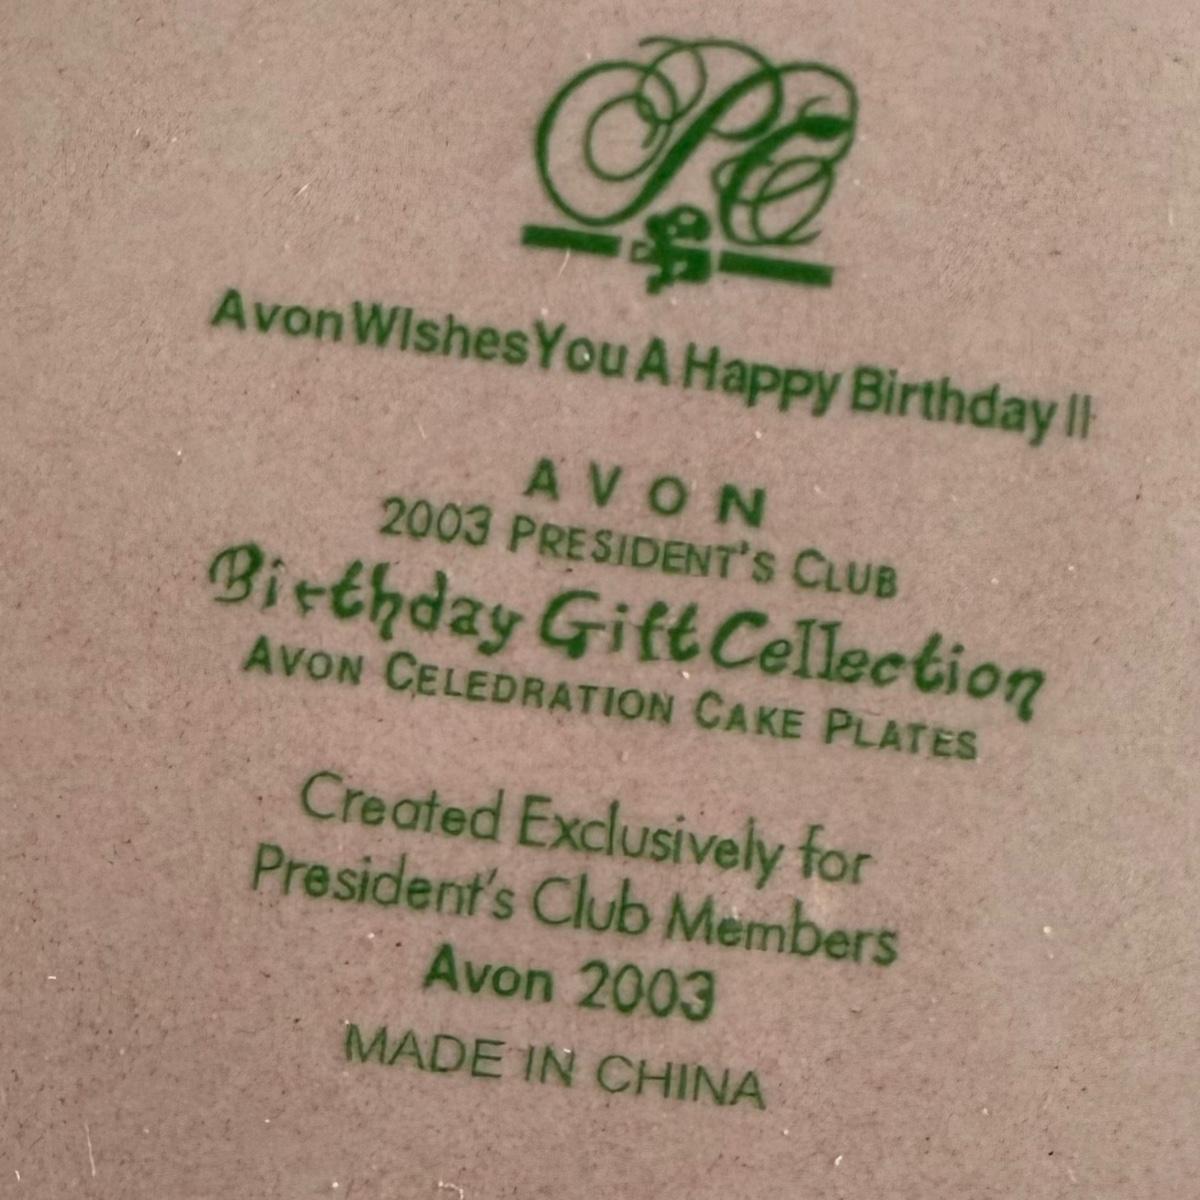 PC
Avon WIshes You A Happy Birthday !!
AVON
2003 PRESIDENT'S CLUB
Birthday Gift Cellection
AVON CELEDRATION CAKE PLATES
Created Exclusively for
President's Club Members
Avon 2003
MADE IN CHINA